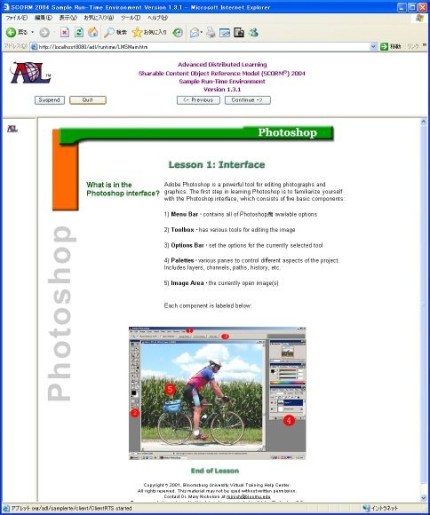 SCORM 2004 Sample Run-Time Environment Version 1.3.1 - Microsoft Internet Explorer
ファイル(F) 編集(E) 表示(V) お気に入り(A) ツール(T) ヘルプ(H)
戻る 検索 お気に入り
アドレス(D) http://localhost:8080/adl/runtime/LMSMain.htm 移動 リンク
Advanced Distributed Learning
Sharable Content Object Reference Model (SCORM®) 2004
Sample Run-Time Environment
Version 1.3.1
Suspend Quit <- Previous Continue ->
ADL
Photoshop
Lesson 1: Interface
What is in the
Photoshop interface?
Adobe Photoshop is a powerful tool for editing photographs and
graphics. The first step in learning Photoshop is to familiarize yourself
with the Photoshop interface, which consists of five basic components:
1) Menu Bar - contains all of available options
2) Toolbox - has various tools for editing the image
3) Options Bar - set the options for the currently selected tool
4) Palettes - various panes to control different aspects of the project.
Includes layers, channels, paths, history, etc.
5) Image Area - the currently open image(s)
Each component is labeled below:
Photoshop
1
3
5
2
4
End of Lesson
Copyright © 2001, Bloomsburg University Virtual Training Help Center
All rights reserved. This material may not be used without written permission.
Contact Dr. Mary Nicholson at
アプレット started イントラネット